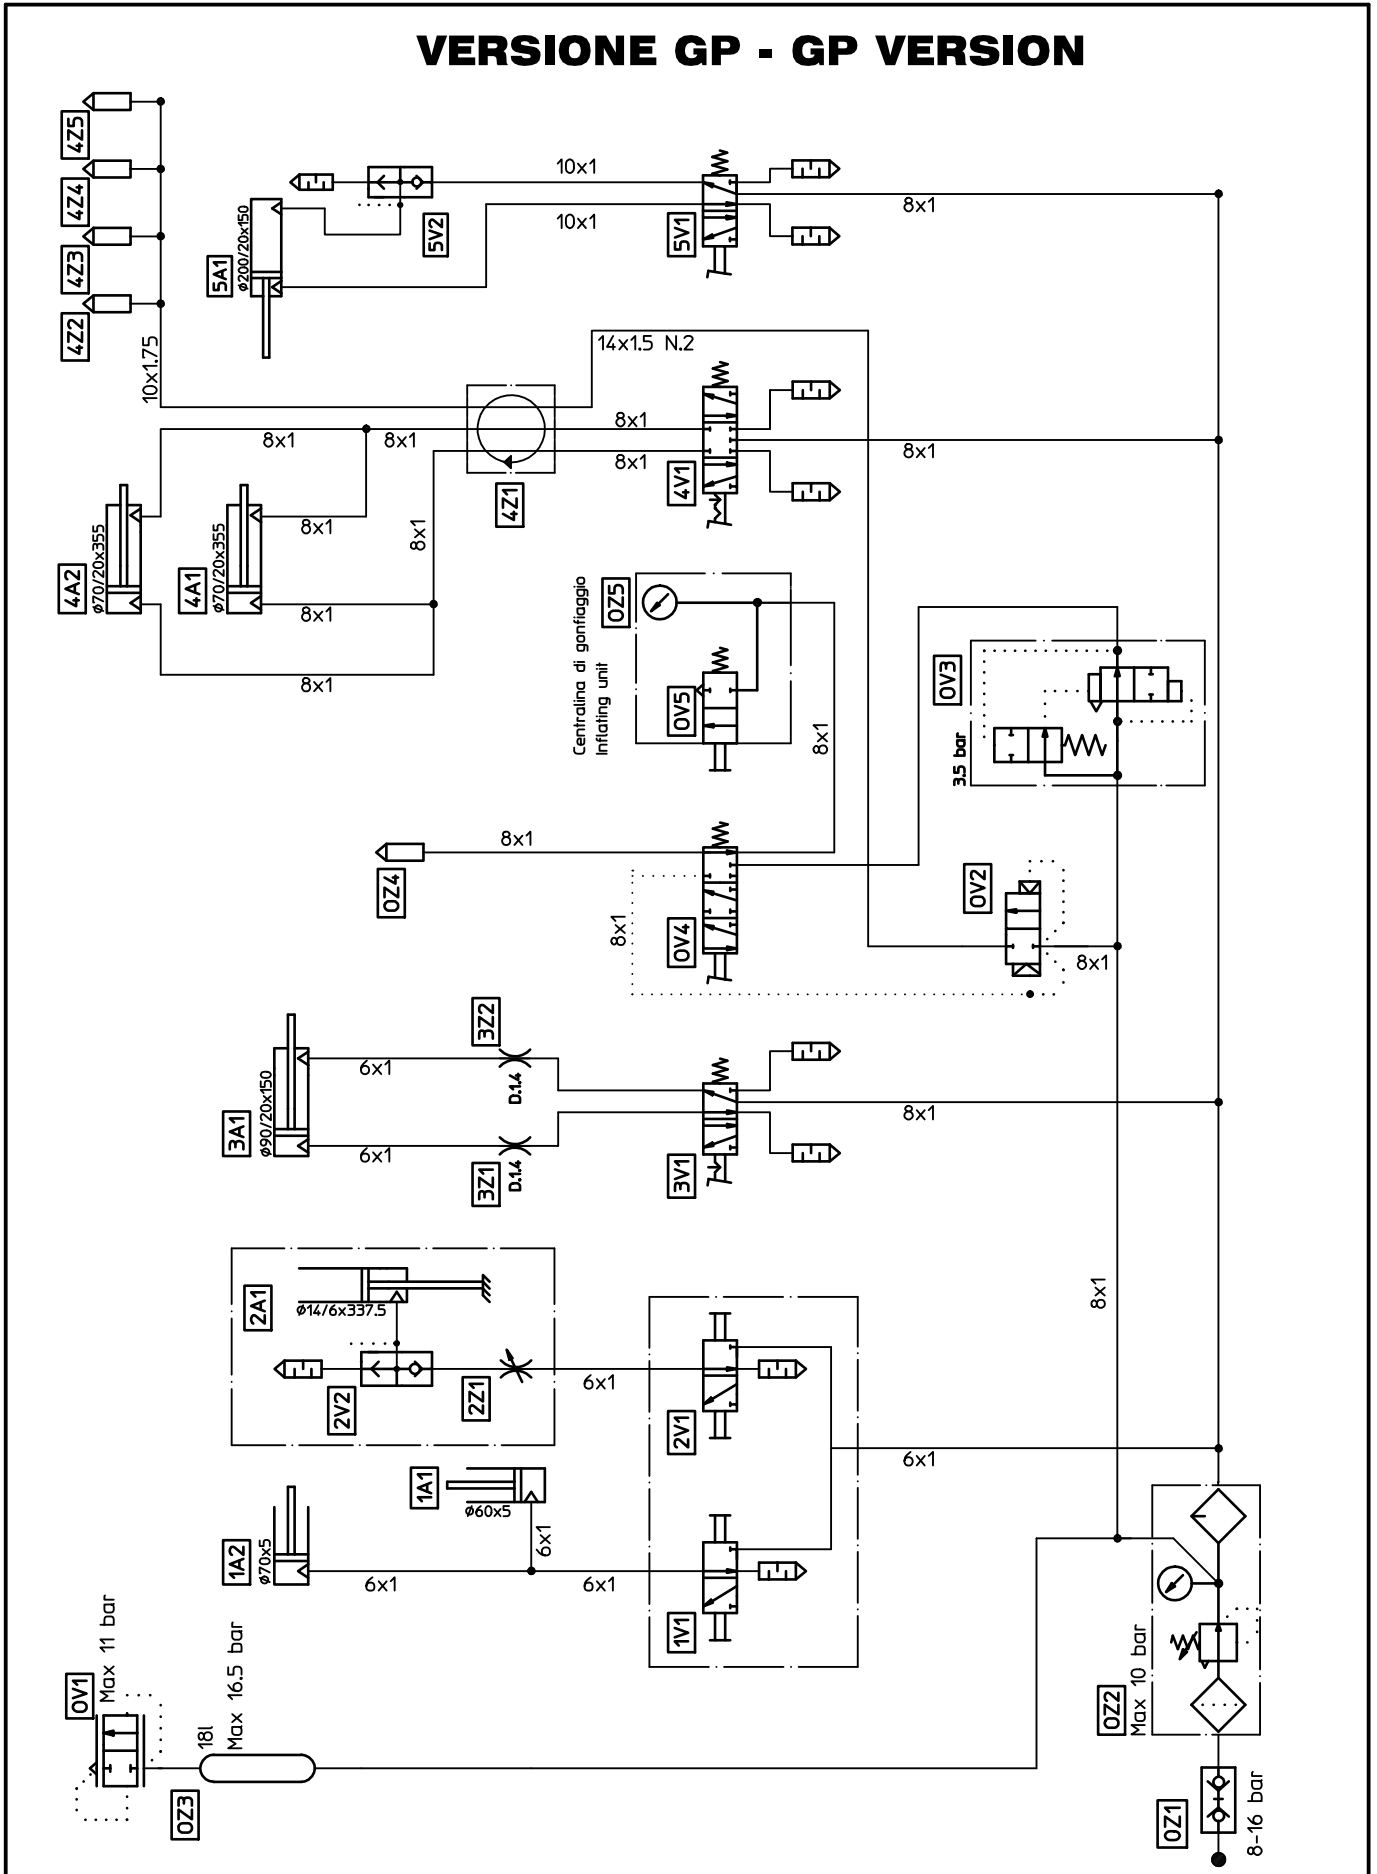 VERSIONE GP - GP VERSION
4Z5
4Z4
4Z3
4Z2
10x1.75
5A1
ø200/20x150
5V2
10x1
10x1
5V1
8x1
14x1.5 N.2
8x1
8x1
8x1
8x1
4Z1
4V1
8x1
4A2
ø70/20x355
4A1
ø70/20x355
8x1
8x1
8x1
8x1
Centralina di gonfiaggio
Inflating unit
0Z5
0V5
8x1
0V3
3.5 bar
0Z4
8x1
8x1
0V4
0V2
8x1
3A1
ø90/20x150
6x1
6x1
3Z2
D.1.4
3Z1
D.1.4
3V1
8x1
2A1
ø14/6x337.5
2V2
2Z1
6x1
2V1
8x1
6x1
1A1
ø60x5
1A2
ø70x5
6x1
6x1
6x1
1V1
0V1
Max 11 bar
18l
Max 16.5 bar
0Z3
0Z2
Max 10 bar
0Z1
8-16 bar